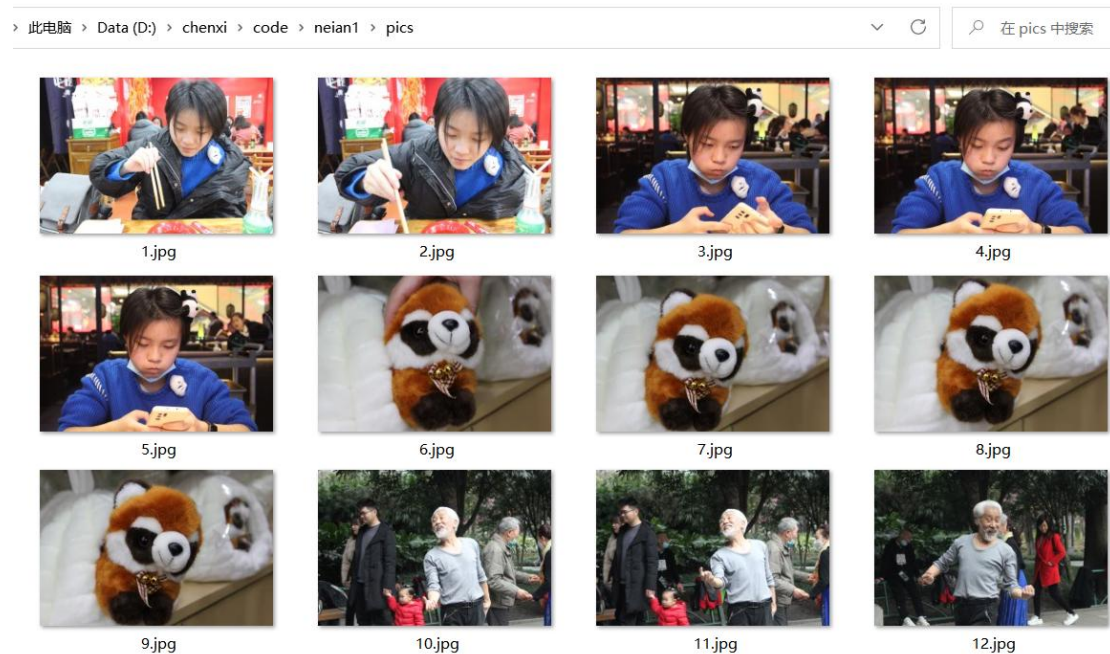 此电脑 › Data (D:) › chenxi › code › neian1 › pics
在 pics 中搜索
1.jpg
2.jpg
3.jpg
4.jpg
5.jpg
6.jpg
7.jpg
8.jpg
9.jpg
10.jpg
11.jpg
12.jpg